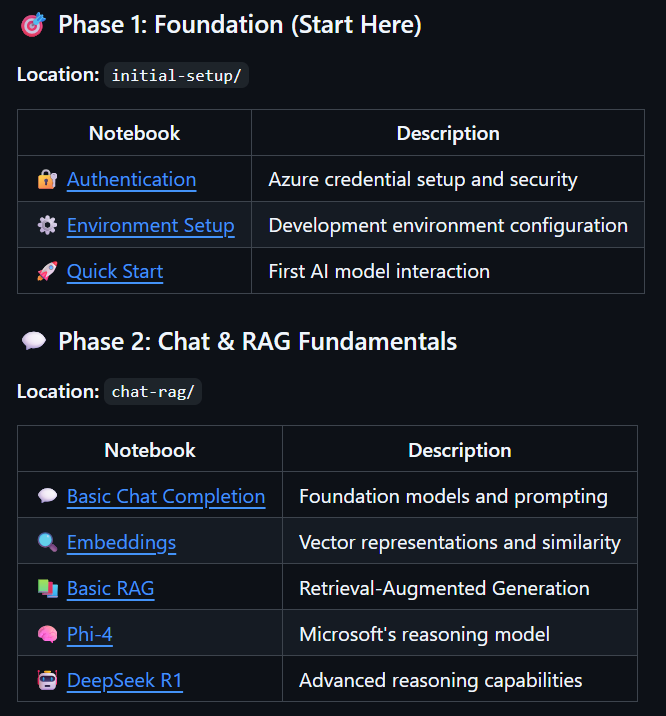 🎯 Phase 1: Foundation (Start Here)
Location: initial-setup/
Notebook Description
🔐 Authentication Azure credential setup and security
⚙️ Environment Setup Development environment configuration
🚀 Quick Start First AI model interaction
💬 Phase 2: Chat & RAG Fundamentals
Location: chat-rag/
Notebook Description
💬 Basic Chat Completion Foundation models and prompting
🔍 Embeddings Vector representations and similarity
📚 Basic RAG Retrieval-Augmented Generation
🧠 Phi-4 Microsoft's reasoning model
🤖 DeepSeek R1 Advanced reasoning capabilities